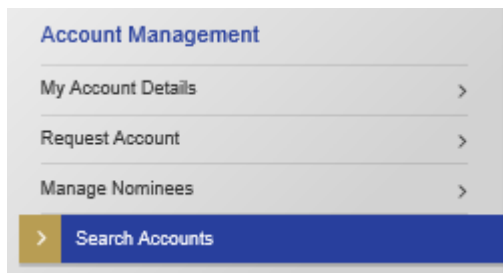 Account Management
My Account Details
Request Account
Manage Nominees
Search Accounts